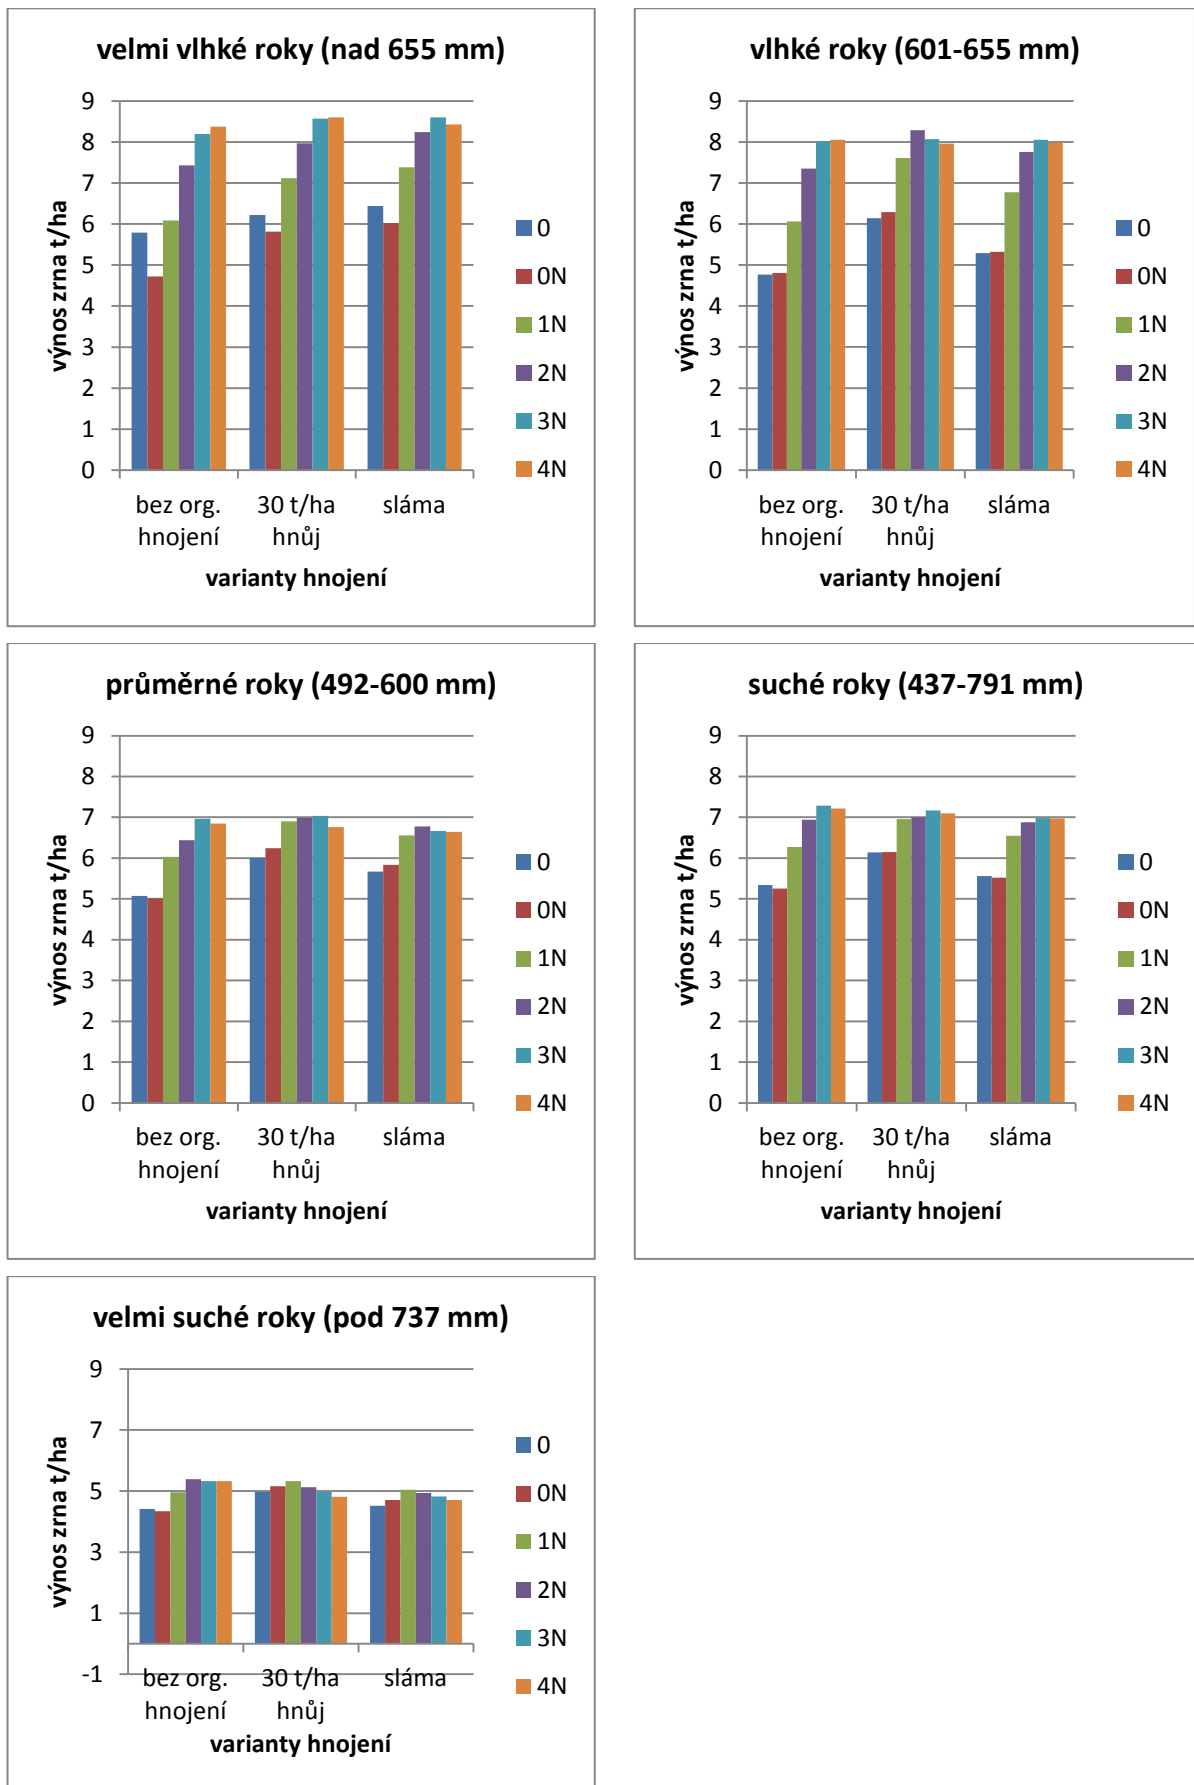 velmi vlhké roky (nad 655 mm)
výnos zrna t/ha
9
8
7
6
5
4
3
2
1
0
bez org. hnojení
30 t/ha hnůj
sláma
varianty hnojení
0
0N
1N
2N
3N
4N
vlhké roky (601-655 mm)
výnos zrna t/ha
9
8
7
6
5
4
3
2
1
0
bez org. hnojení
30 t/ha hnůj
sláma
varianty hnojení
0
0N
1N
2N
3N
4N
průměrné roky (492-600 mm)
výnos zrna t/ha
9
8
7
6
5
4
3
2
1
0
bez org. hnojení
30 t/ha hnůj
sláma
varianty hnojení
0
0N
1N
2N
3N
4N
suché roky (437-791 mm)
výnos zrna t/ha
9
8
7
6
5
4
3
2
1
0
bez org. hnojení
30 t/ha hnůj
sláma
varianty hnojení
0
0N
1N
2N
3N
4N
velmi suché roky (pod 737 mm)
výnos zrna t/ha
9
7
5
3
1
-1
bez org. hnojení
30 t/ha hnůj
sláma
varianty hnojení
0
0N
1N
2N
3N
4N